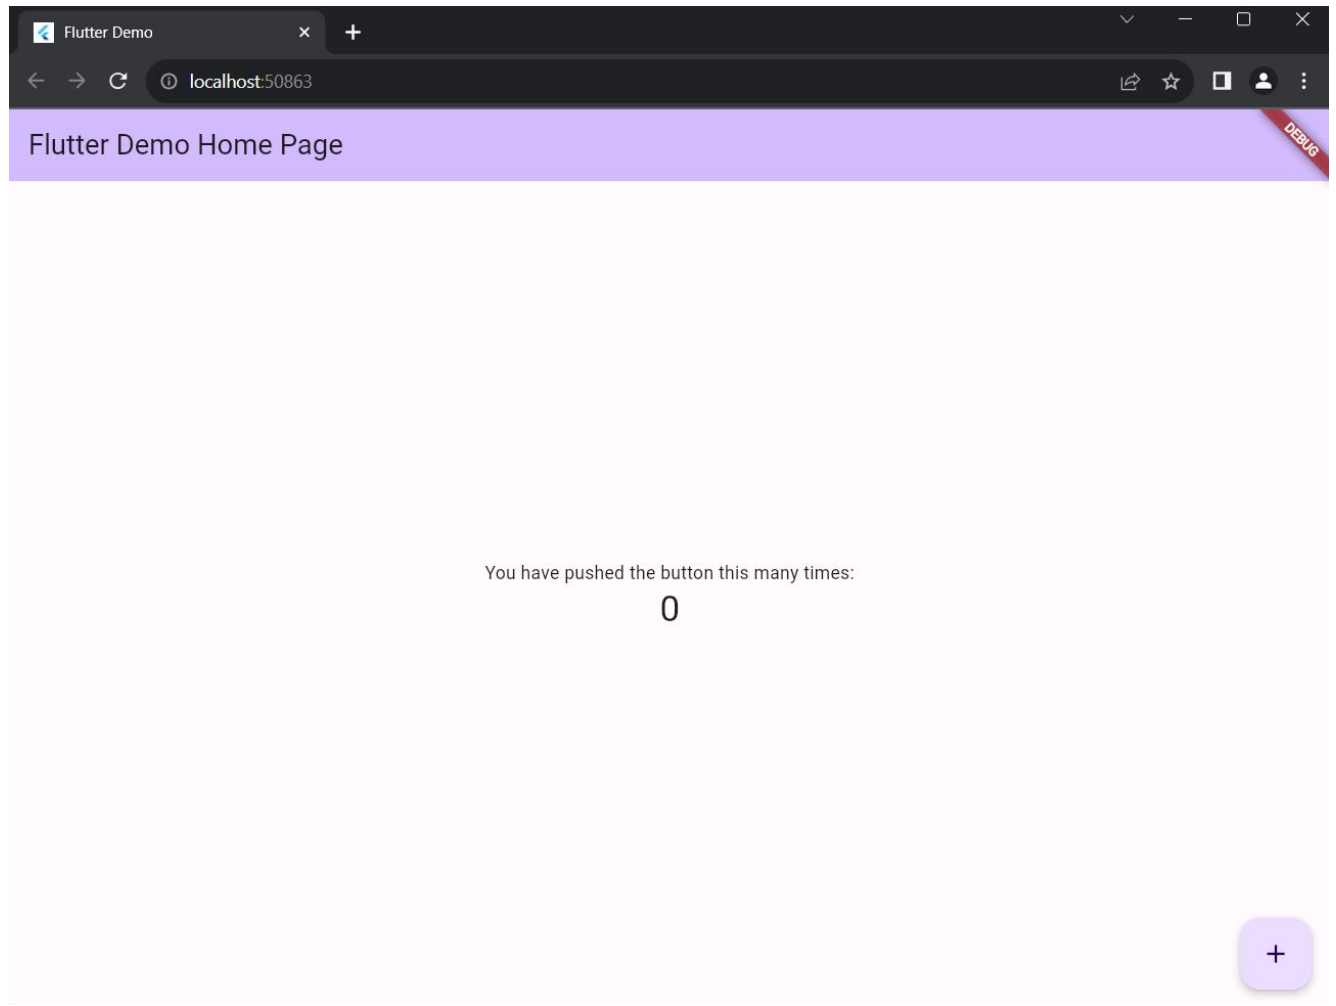 Flutter Demo
localhost:50863
Flutter Demo Home Page
DEBUG
You have pushed the button this many times:
0